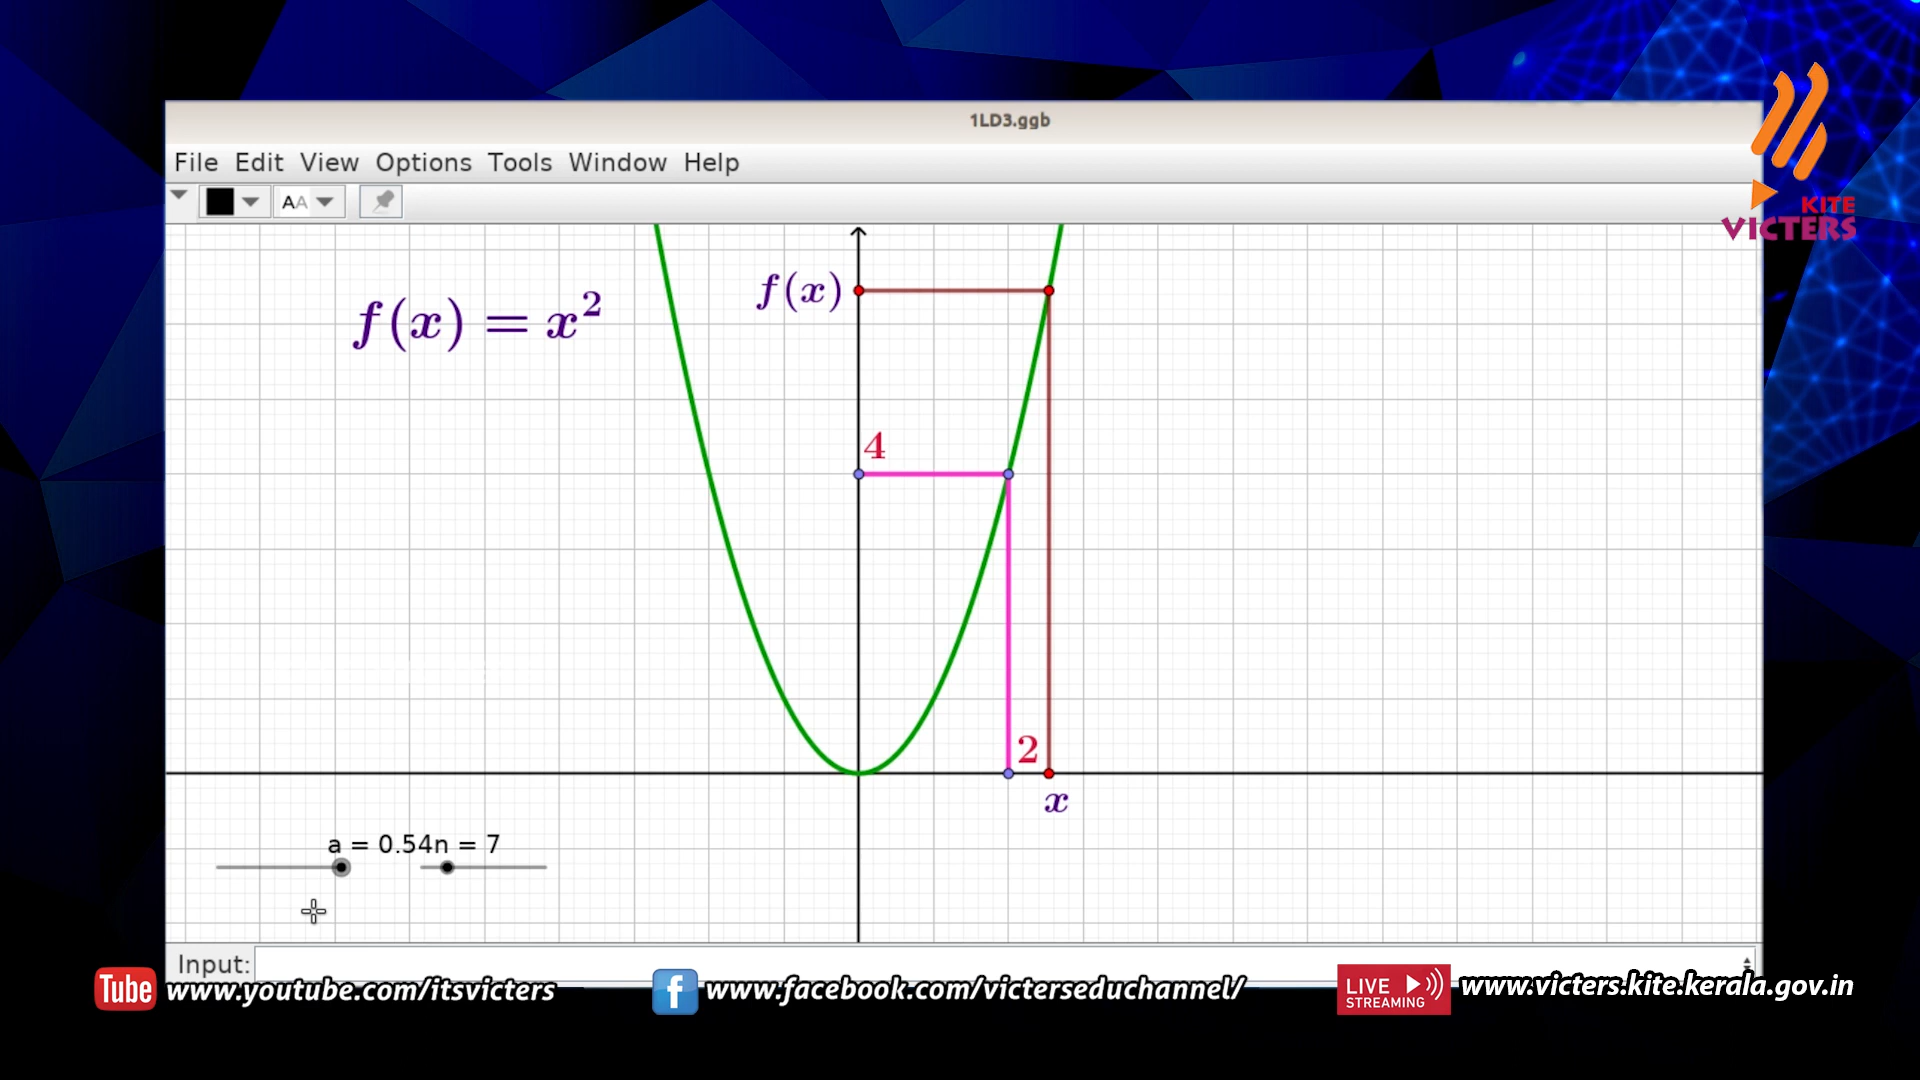 1LD3.ggb
File Edit View Options Tools Window Help
AA
KITE
VICTERS
f(x)
f(x) = x²
4
2
x
a = 0.54n = 7
Input:
Tube www.youtube.com/itsvicters
f www.facebook.com/victerseduchannel/
LIVE
STREAMING
www.victers.kite.kerala.gov.in